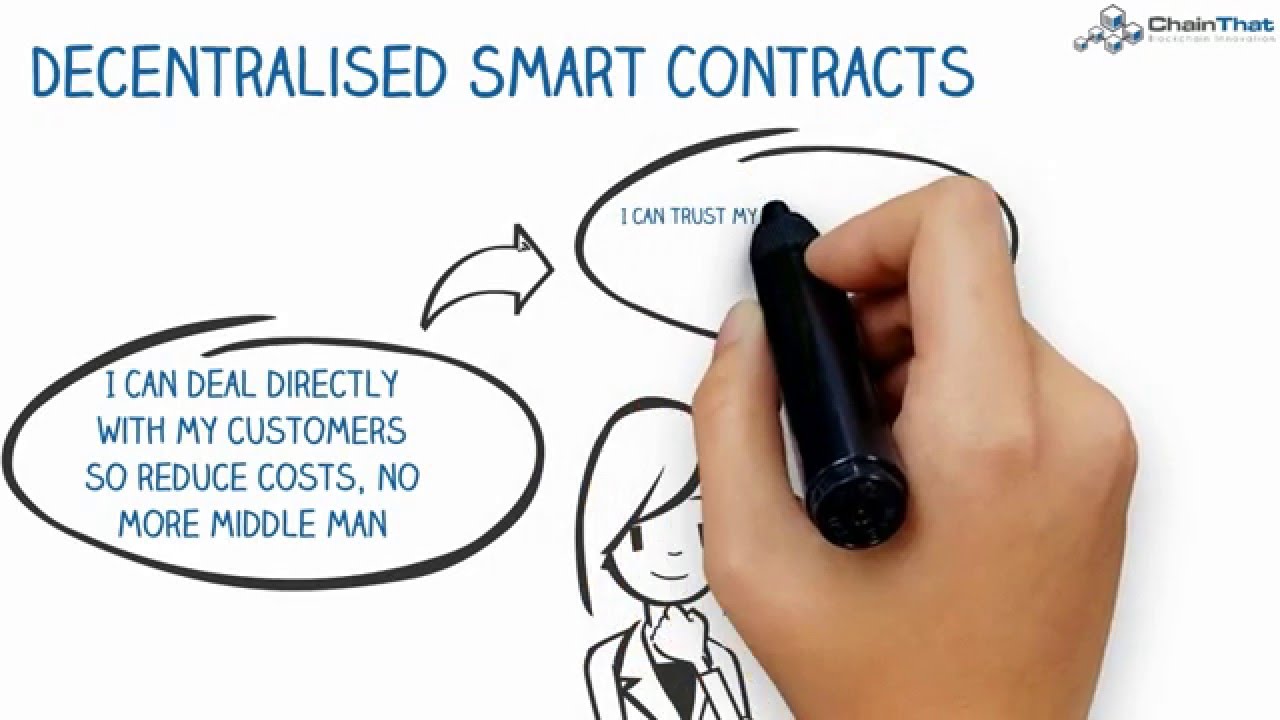 ChainThat
Blockchain Innovation
DECENTRALISED SMART CONTRACTS
I CAN TRUST MY
I CAN DEAL DIRECTLY
WITH MY CUSTOMERS
SO REDUCE COSTS, NO
MORE MIDDLE MAN